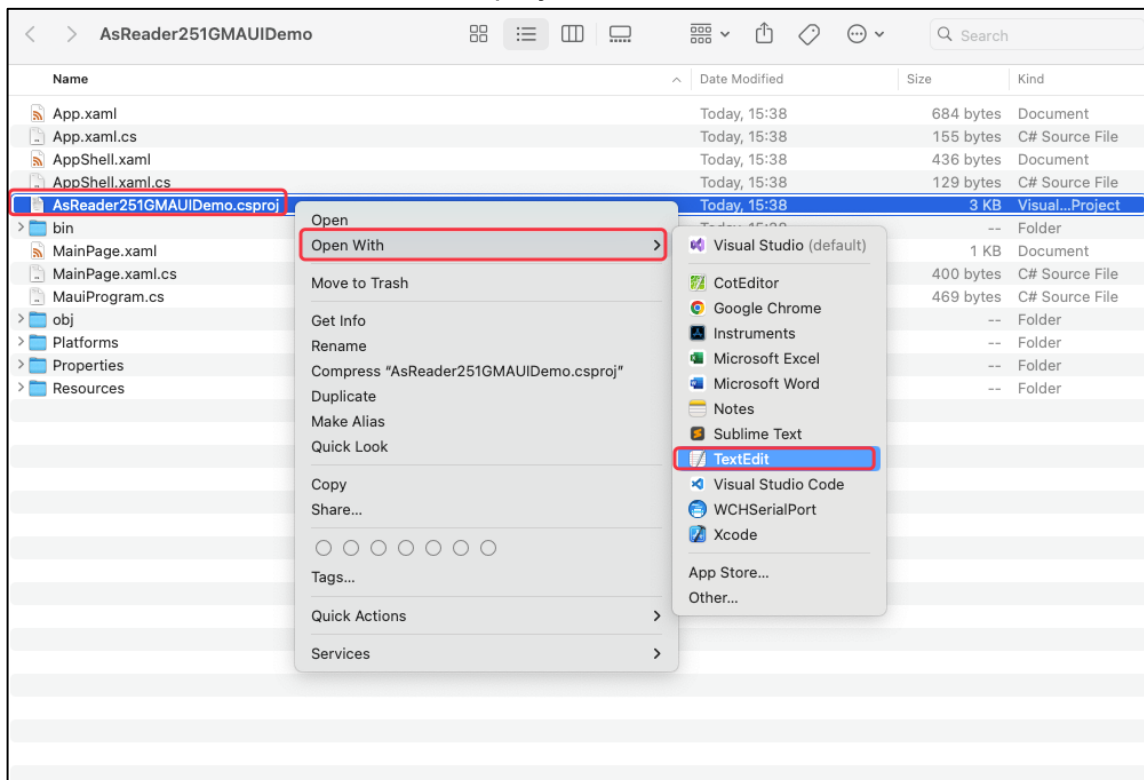 AsReader251GMAUIDemo
Search
Name Date Modified Size Kind
App.xaml Today, 15:38 684 bytes Document
App.xaml.cs Today, 15:38 155 bytes C# Source File
AppShell.xaml Today, 15:38 436 bytes Document
AppShell.xaml.cs Today, 15:38 129 bytes C# Source File
AsReader251GMAUIDemo.csproj Today, 15:38 3 KB Visual...Project
bin -- Folder
MainPage.xaml 1 KB Document
MainPage.xaml.cs 400 bytes C# Source File
MauiProgram.cs 469 bytes C# Source File
obj -- Folder
Platforms -- Folder
Properties -- Folder
Resources -- Folder
Open
Open With
Move to Trash
Get Info
Rename
Compress “AsReader251GMAUIDemo.csproj”
Duplicate
Make Alias
Quick Look
Copy
Share...
Tags...
Quick Actions
Services
Visual Studio (default)
CotEditor
Google Chrome
Instruments
Microsoft Excel
Microsoft Word
Notes
Sublime Text
TextEdit
Visual Studio Code
WCHSerialPort
Xcode
App Store...
Other...